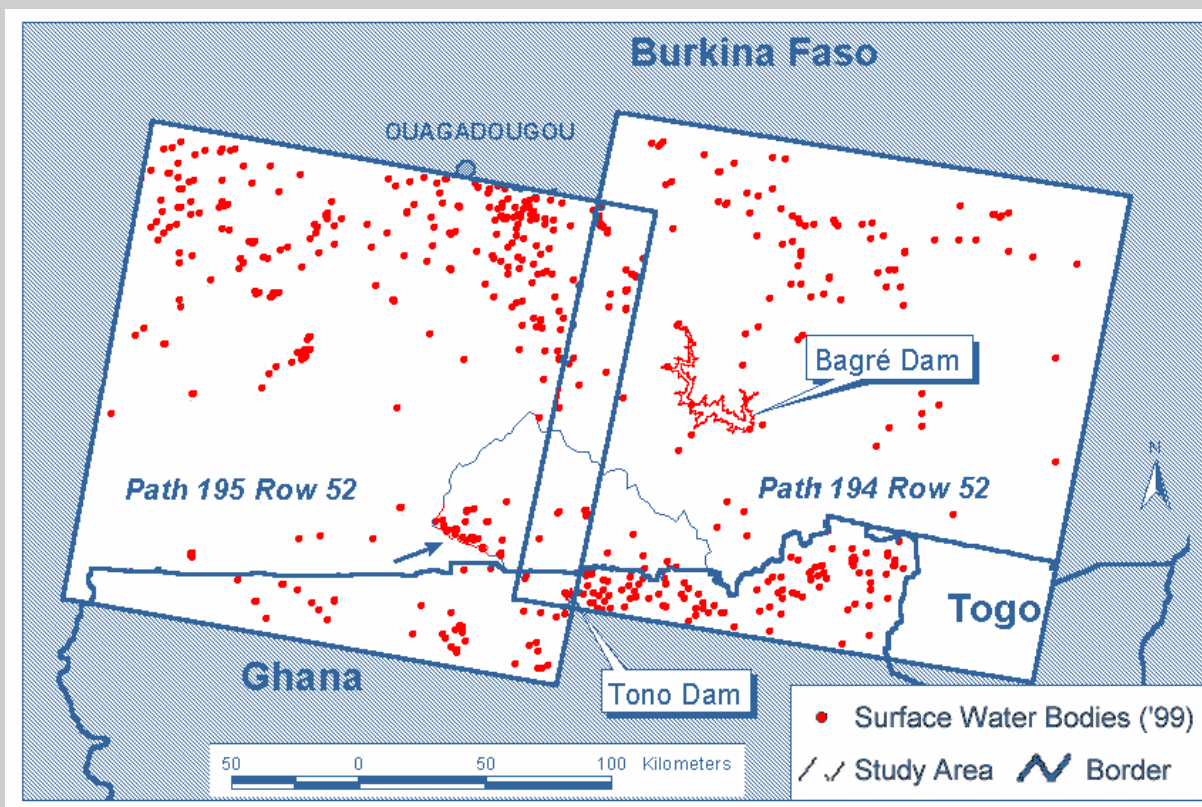 Burkina Faso
OUAGADOUGOU
Bagré Dam
N
Path 195 Row 52
Path 194 Row 52
Togo
Ghana
Tono Dam
Surface Water Bodies ('99)
50 0 50 100 Kilometers
Study Area Border